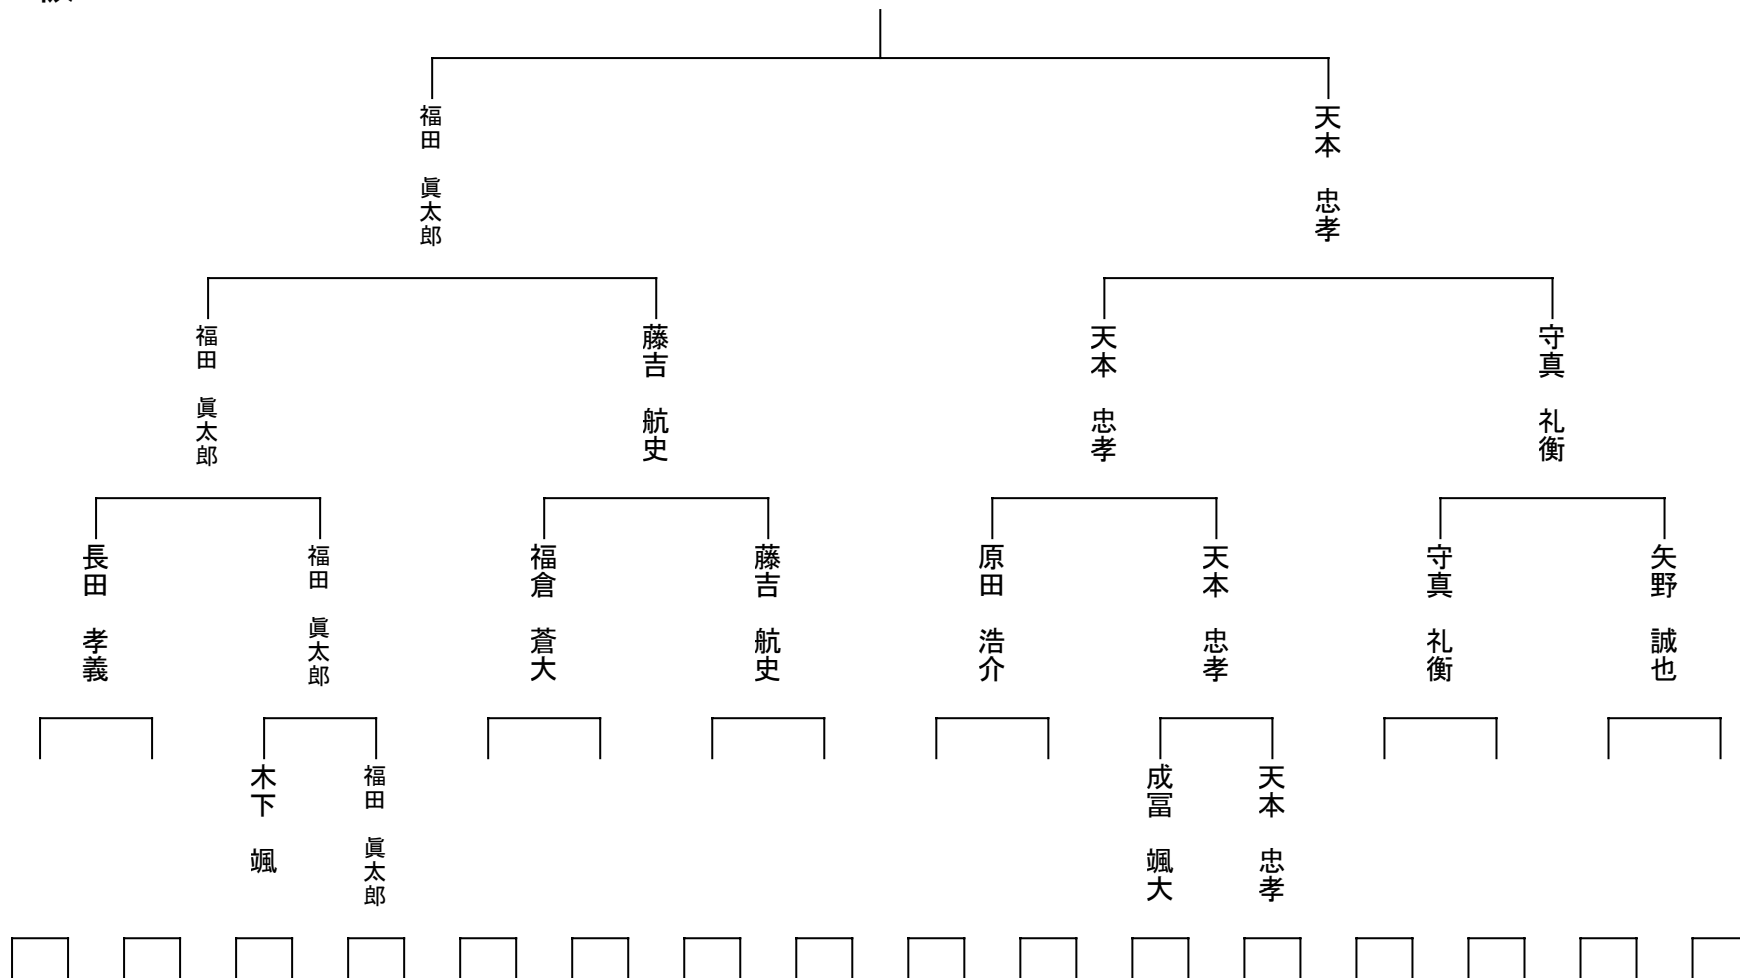 福田 眞太郎
天本 忠孝
福田 眞太郎
藤吉 航史
天本 忠孝
守真 礼衡
長田 孝義
福田 眞太郎
福倉 蒼大
藤吉 航史
原田 浩介
天本 忠孝
守真 礼衡
矢野 誠也
木下 颯
福田 眞太郎
成冨 颯大
天本 忠孝